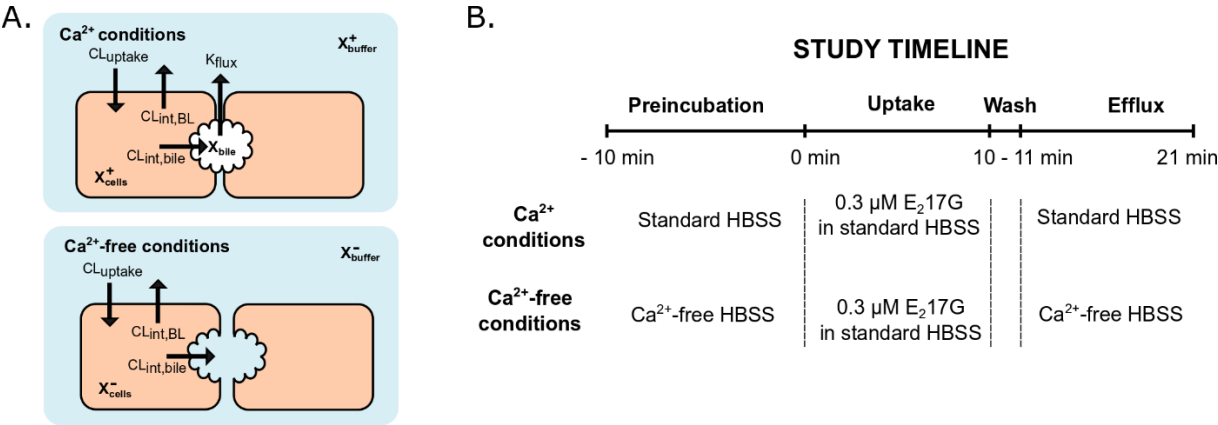 A.
Ca²⁺ conditions
X⁺buffer
CLuptake
Kflux
CLint,BL
CLint,bile
Xbile
X⁺cells
Ca²⁺-free conditions
X⁻buffer
CLuptake
CLint,BL
CLint,bile
X⁻cells
B.
STUDY TIMELINE
Preincubation Uptake Wash Efflux
- 10 min 0 min 10 - 11 min 21 min
Ca²⁺
conditions
Standard HBSS
0.3 µM E₂17G
in standard HBSS
Standard HBSS
Ca²⁺-free
conditions
Ca²⁺-free HBSS
0.3 µM E₂17G
in standard HBSS
Ca²⁺-free HBSS